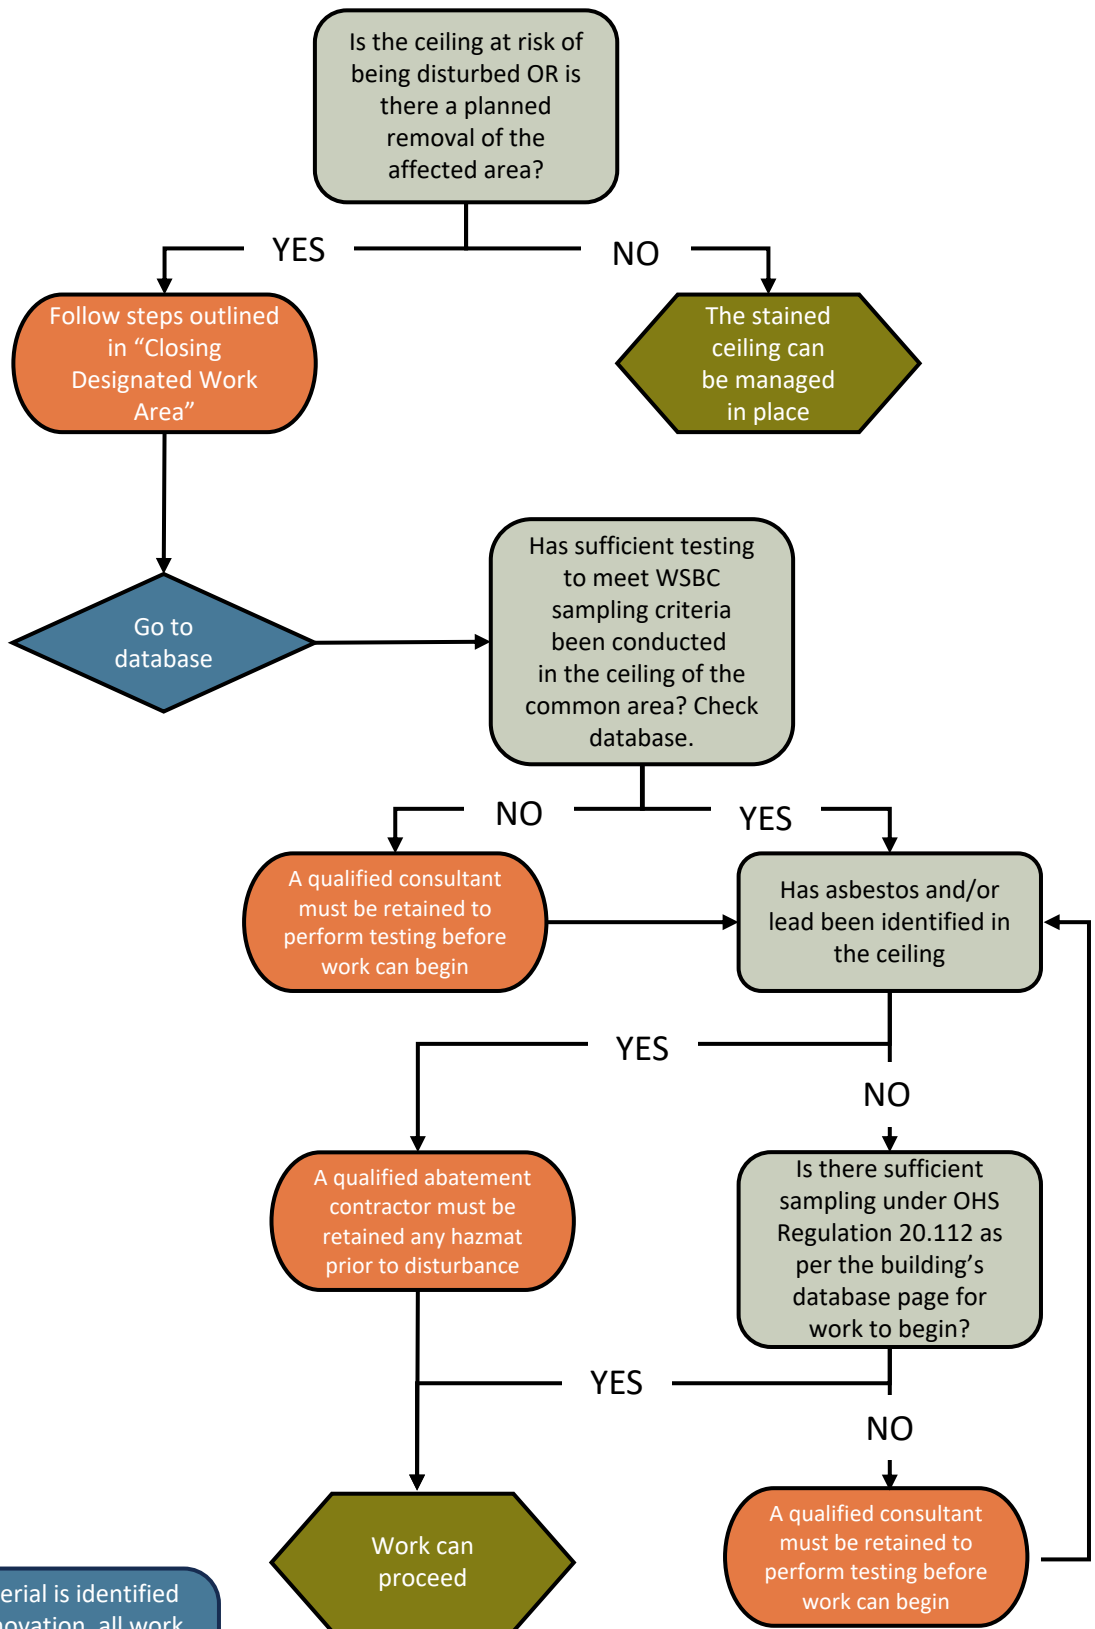 Is the ceiling at risk of
being disturbed OR is
there a planned
removal of the
affected area?
YES
NO
Follow steps outlined
in “Closing
Designated Work
Area”
The stained
ceiling can
be managed
in place
Go to
database
Has sufficient testing
to meet WSBC
sampling criteria
been conducted
in the ceiling of the
common area? Check
database.
NO
YES
A qualified consultant
must be retained to
perform testing before
work can begin
Has asbestos and/or
lead been identified in
the ceiling
YES
NO
A qualified abatement
contractor must be
retained any hazmat
prior to disturbance
Is there sufficient
sampling under OHS
Regulation 20.112 as
per the building’s
database page for
work to begin?
YES
NO
Work can
proceed
A qualified consultant
must be retained to
perform testing before
work can begin
erial is identified
novation, all work